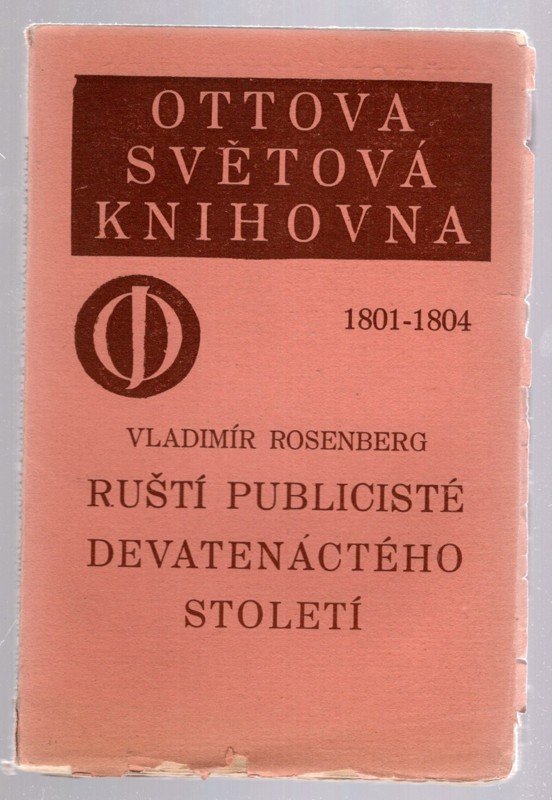 OTTOVA
SVĚTOVÁ
KNIHOVNA
1801-1804
VLADIMÍR ROSENBERG
RUŠTÍ PUBLICISTÉ
DEVATENÁCTÉHO
STOLETÍ